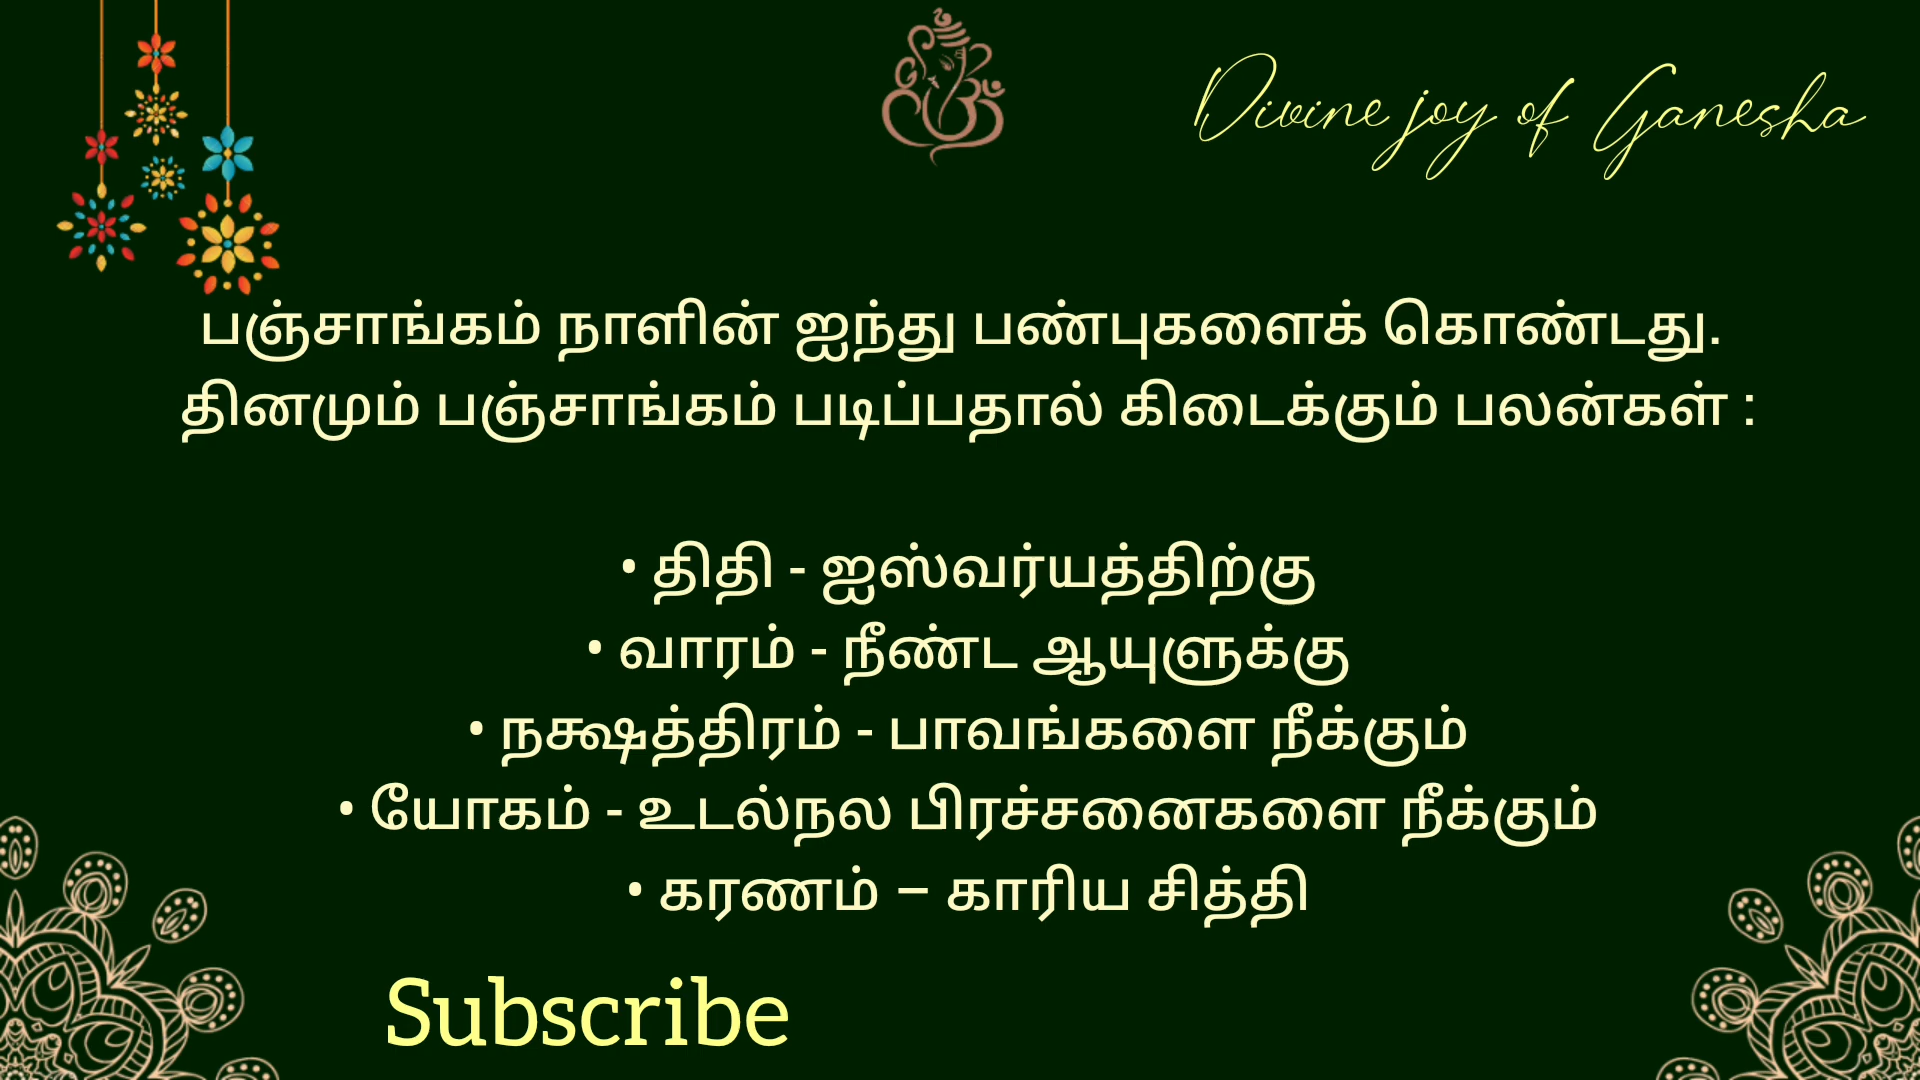 Divine joy of Ganesha
பஞ்சாங்கம் நாளின் ஐந்து பண்புகளைக் கொண்டது.
தினமும் பஞ்சாங்கம் படிப்பதால் கிடைக்கும் பலன்கள் :
• திதி - ஐஸ்வர்யத்திற்கு
• வாரம் - நீண்ட ஆயுளுக்கு
• நக்ஷத்திரம் - பாவங்களை நீக்கும்
• யோகம் - உடல்நல பிரச்சனைகளை நீக்கும்
• கரணம் – காரிய சித்தி
Subscribe